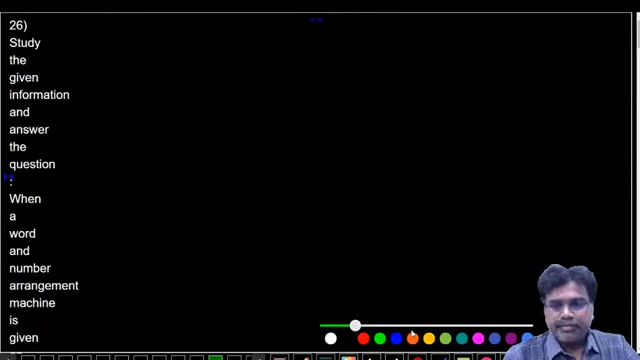 26)
Study
the
given
information
and
answer
the
question
:
When
a
word
and
number
arrangement
machine
is
given